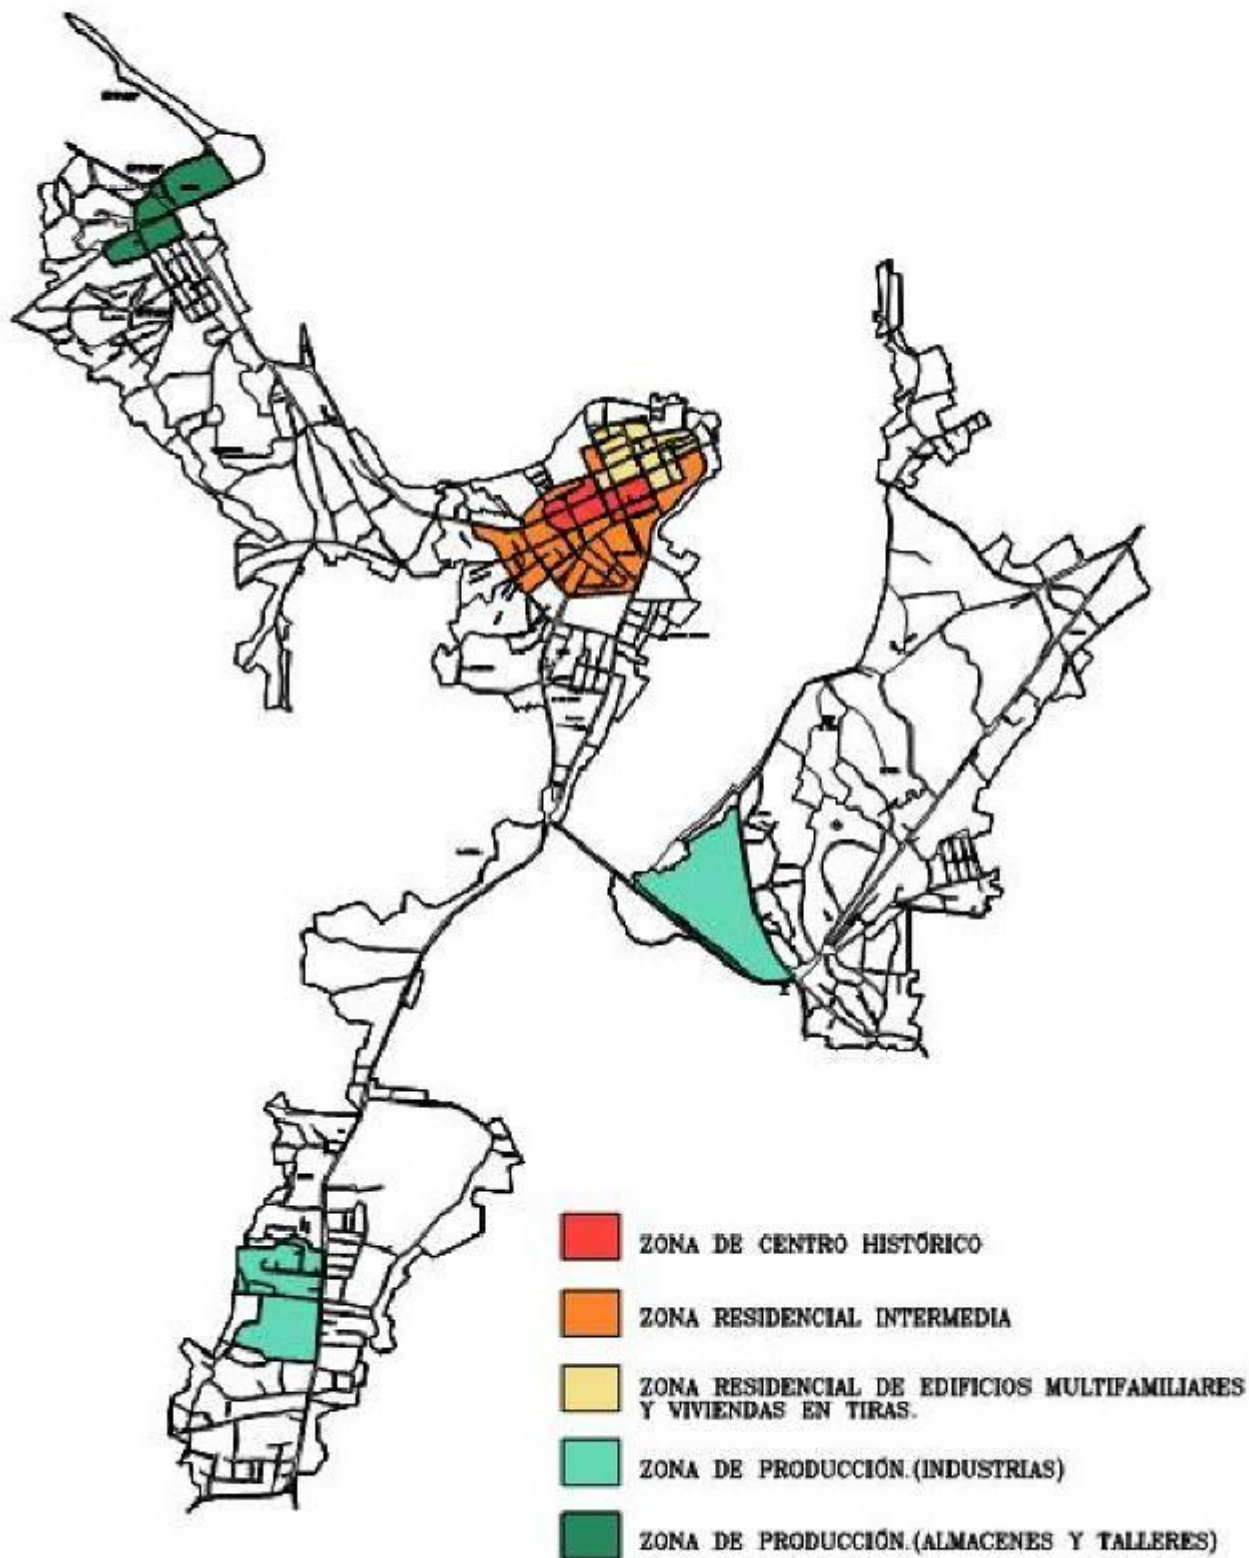 ZONA DE CENTRO HISTÓRICO
ZONA RESIDENCIAL INTERMEDIA
ZONA RESIDENCIAL DE EDIFICIOS MULTIFAMILIARES
Y VIVIENDAS EN TIRAS.
ZONA DE PRODUCCIÓN.(INDUSTRIAS)
ZONA DE PRODUCCIÓN.(ALMACENES Y TALLERES)